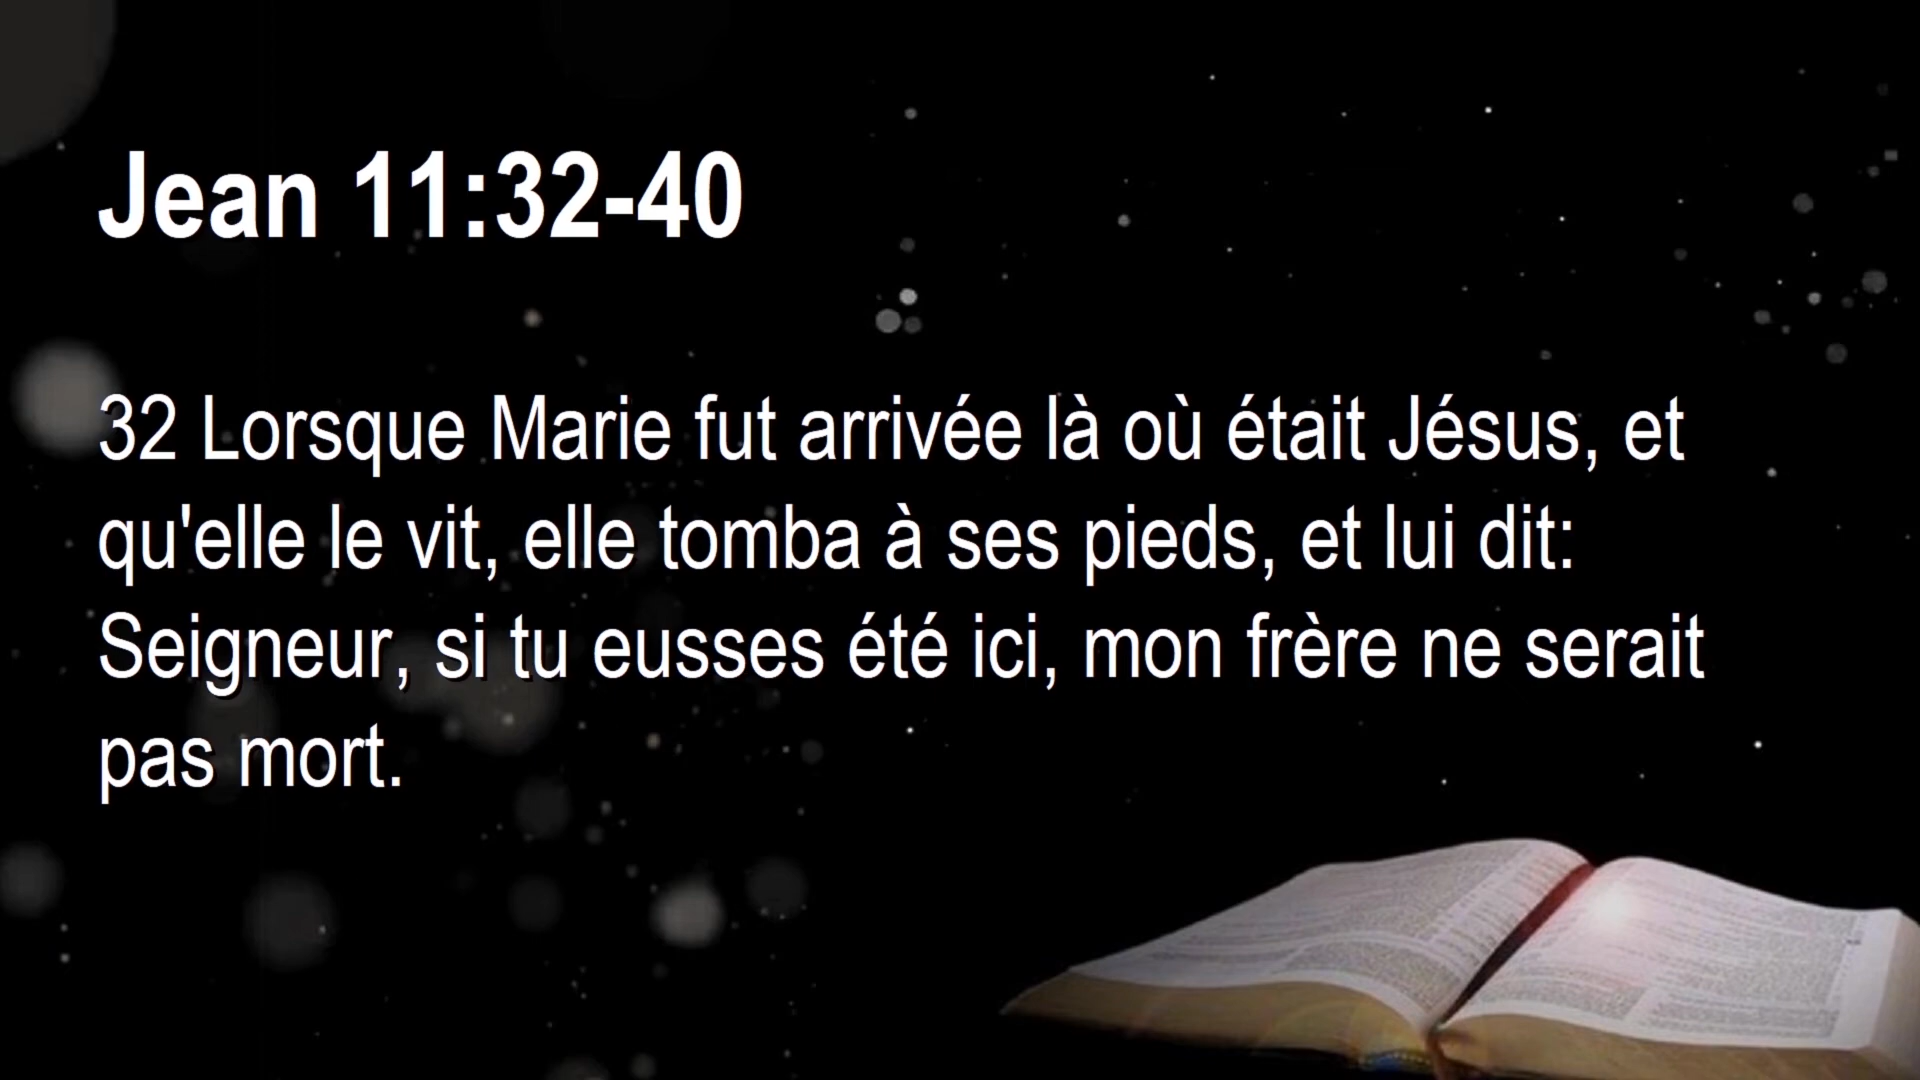 Jean 11:32-40
32 Lorsque Marie fut arrivée là où était Jésus, et
qu'elle le vit, elle tomba à ses pieds, et lui dit:
Seigneur, si tu eusses été ici, mon frère ne serait
pas mort.